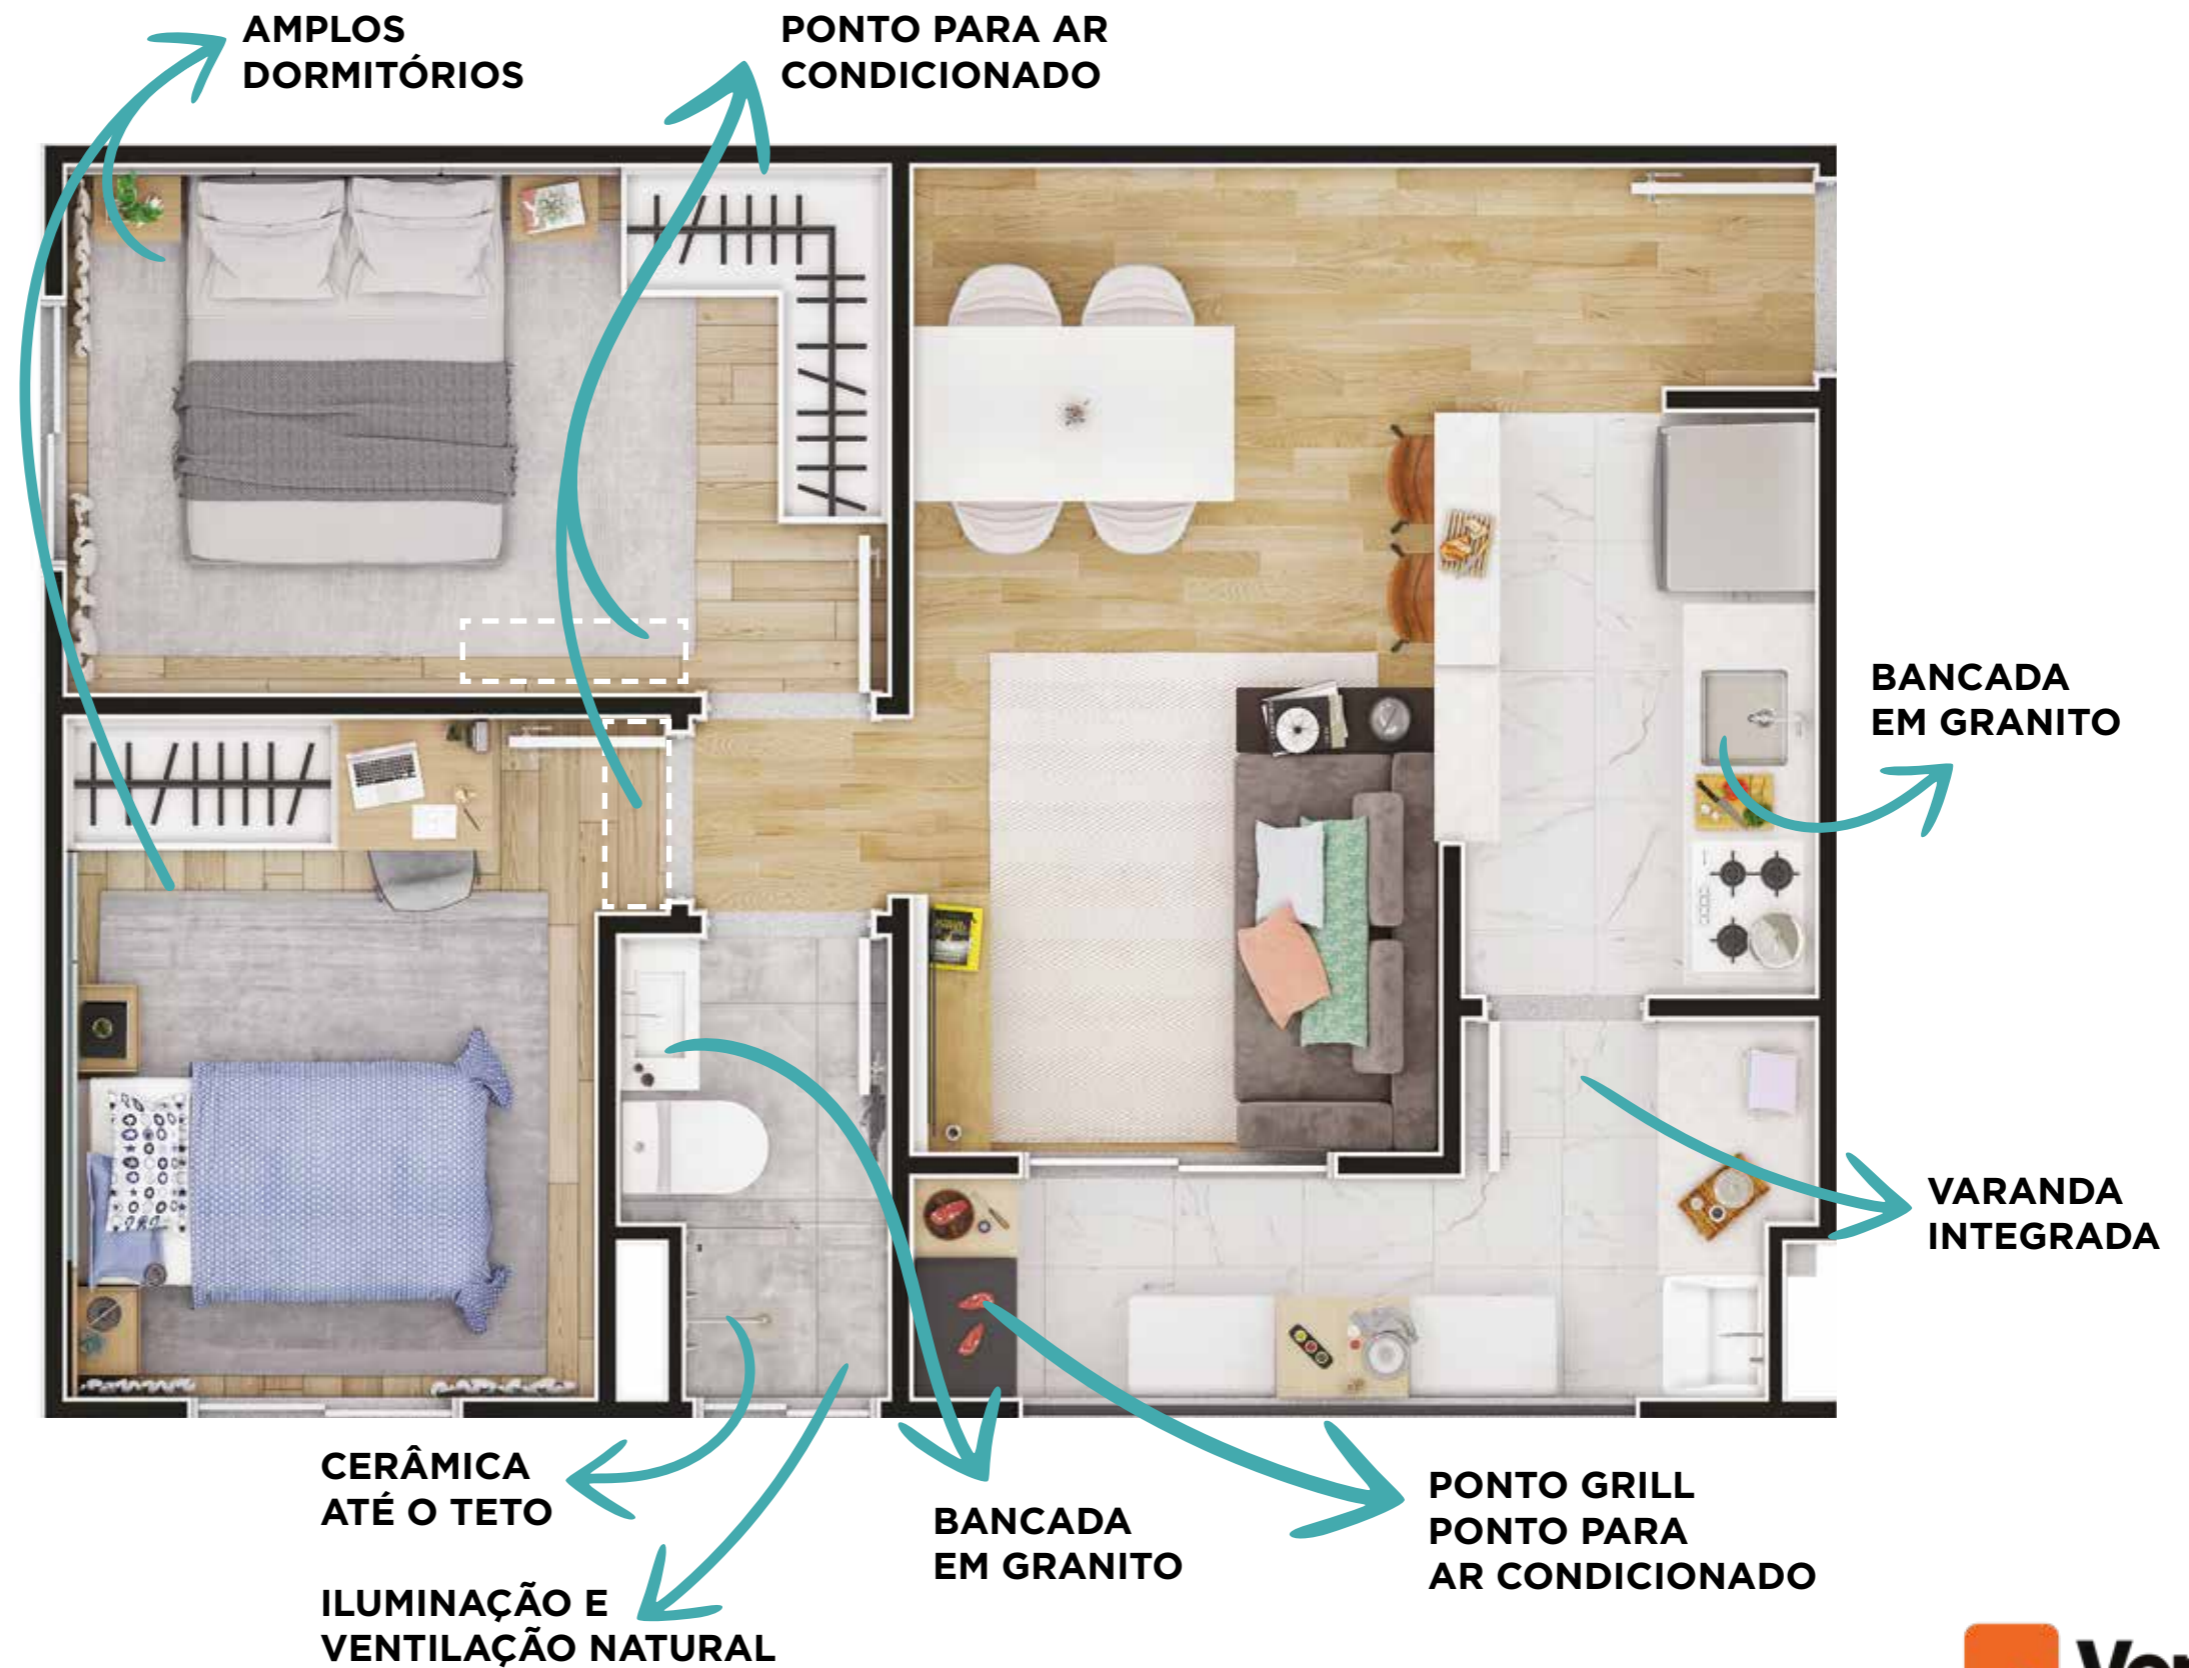 AMPLOS
DORMITÓRIOS
PONTO PARA AR
CONDICIONADO
BANCADA
EM GRANITO
VARANDA
INTEGRADA
CERÂMICA
ATÉ O TETO
ILUMINAÇÃO E
VENTILAÇÃO NATURAL
BANCADA
EM GRANITO
PONTO GRILL
PONTO PARA
AR CONDICIONADO